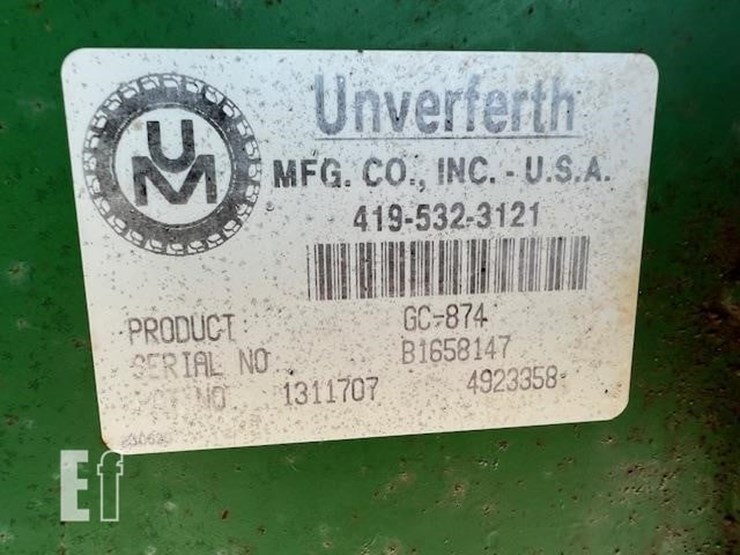 UM
Unverferth
MFG. CO., INC. - U.S.A.
419-532-3121
PRODUCT: GC-874
SERIAL NO B1658147
PAT NO 1311707 4923358
Ef